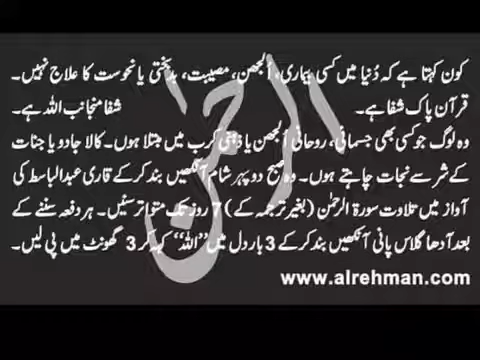 کون کہتا ہے کہ دُنیا میں کسی بیماری، اُلجھن، مصیبت، بدبختی یا نحوست کا علاج نہیں۔
قرآن پاک شفا ہے۔ شفا منجانب اللہ ہے۔
وہ لوگ جو کسی بھی جسمانی، روحانی اُلجھن یا ذہنی کرب میں مبتلا ہوں۔ کالا جادو یا جنات
کے شر سے نجات چاہتے ہوں۔ وہ صبح دوپہر شام آنکھیں بند کر کے قاری عبدالباسط کی
آواز میں تلاوت سورۃ الرحمٰن (بغیر ترجمہ کے) 7 روز تک متواتر سنیں۔ ہر دفعہ سننے کے
بعد آدھا گلاس پانی آنکھیں بند کر کے 3 بار دل میں ”اللہ“ کہہ کر 3 گھونٹ میں پی لیں۔
الرحمٰن
www.alrehman.com